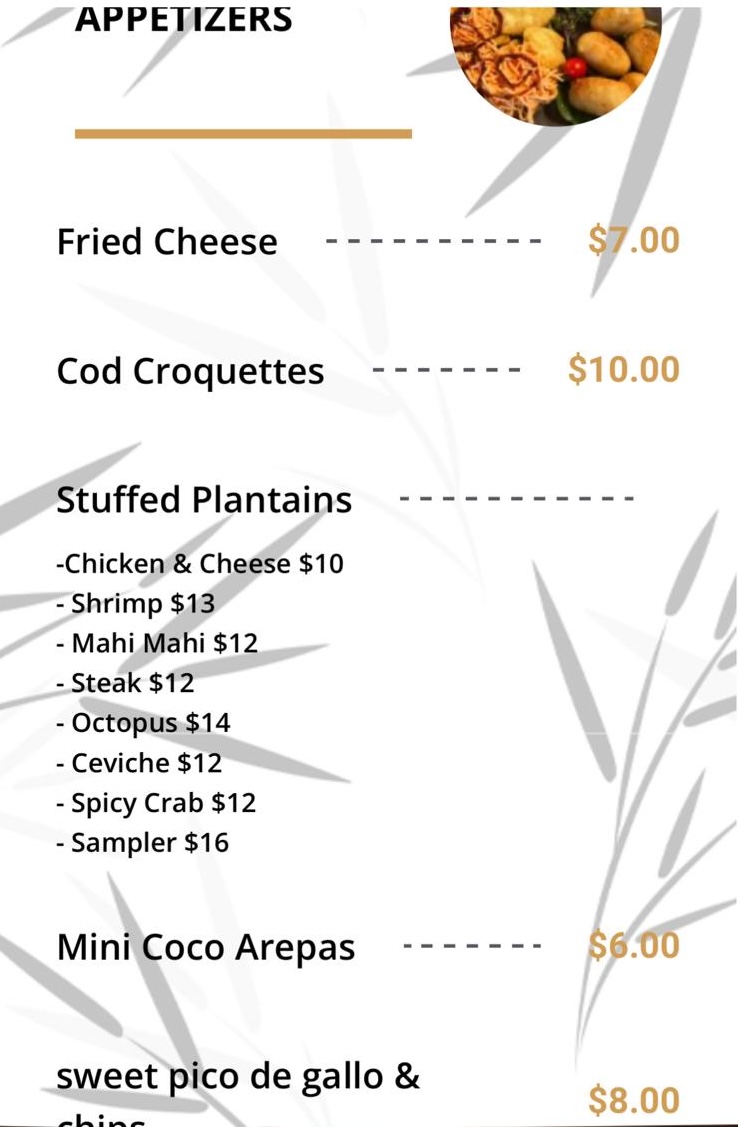 APPETIZERS
Fried Cheese ---------- $7.00
Cod Croquettes ------- $10.00
Stuffed Plantains -----------
-Chicken & Cheese $10
- Shrimp $13
- Mahi Mahi $12
- Steak $12
- Octopus $14
- Ceviche $12
- Spicy Crab $12
- Sampler $16
Mini Coco Arepas ------- $6.00
sweet pico de gallo &
$8.00
chips